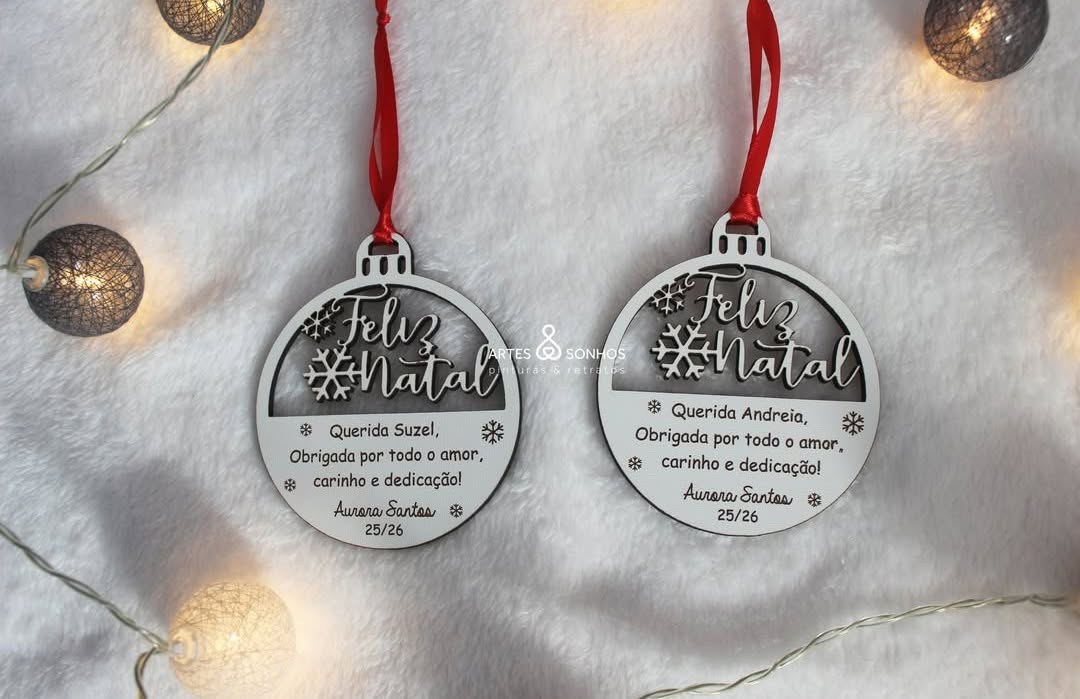 Feliz
Natal
Querida Suzel,
Obrigada por todo o amor,
carinho e dedicação!
Aurora Santos
25/26
ARTES & SONHOS
pinturas & retratos
Feliz
Natal
Querida Andreia,
Obrigada por todo o amor,
carinho e dedicação!
Aurora Santos
25/26